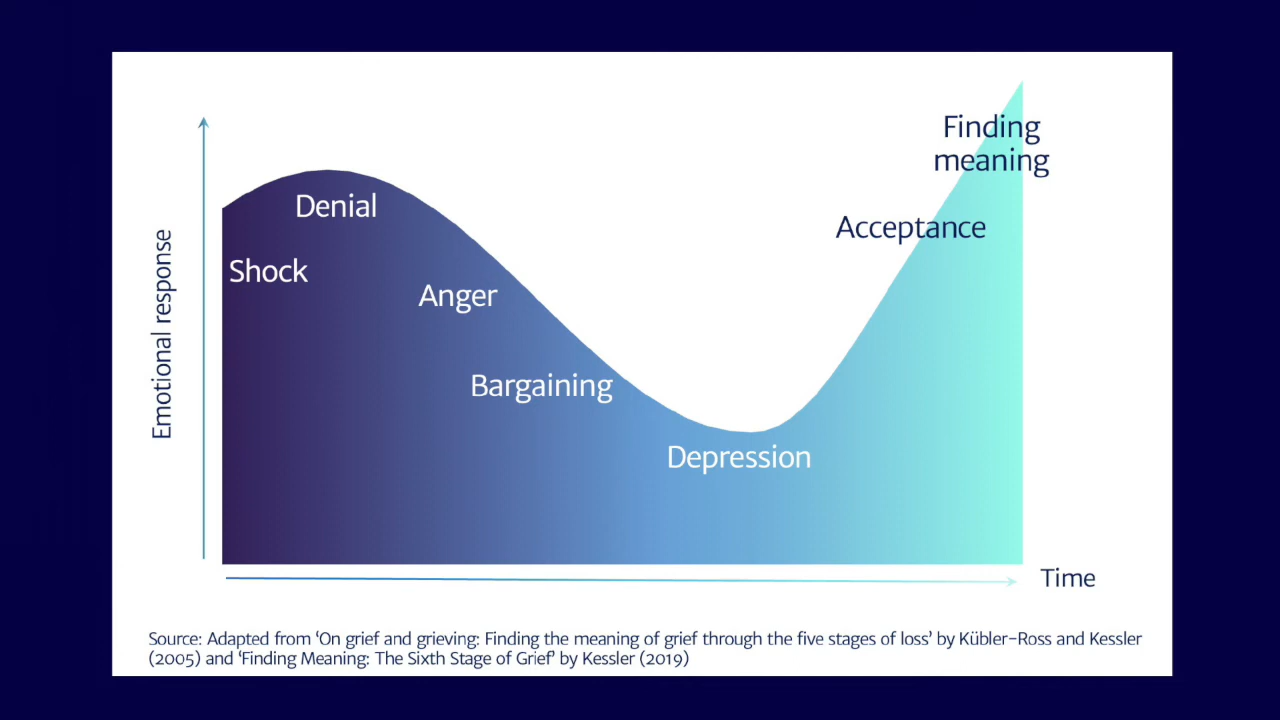 Finding
meaning
Denial
Acceptance
Shock
Anger
Emotional response
Bargaining
Depression
Time
Source: Adapted from ‘On grief and grieving: Finding the meaning of grief through the five stages of loss’ by Kübler-Ross and Kessler
(2005) and ‘Finding Meaning: The Sixth Stage of Grief’ by Kessler (2019)